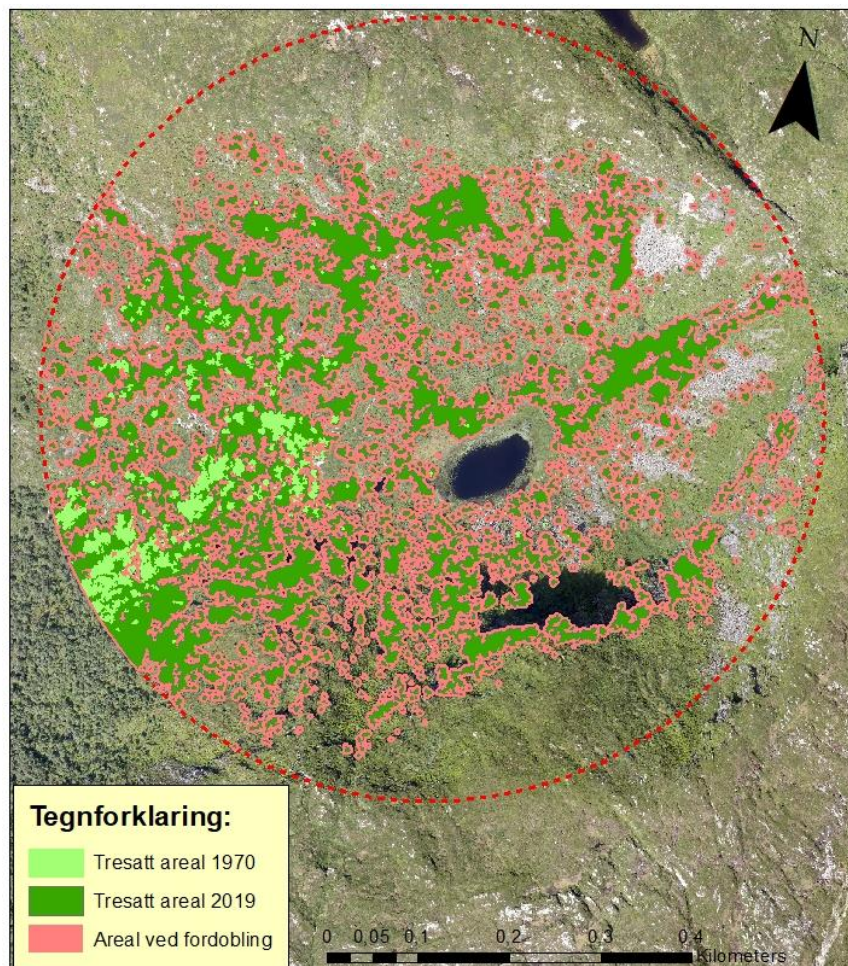 N
Tegnforklaring:
Tresatt areal 1970
Tresatt areal 2019
Areal ved fordobling
0 0,05 0,1 0,2 0,3 0,4
Kilometers